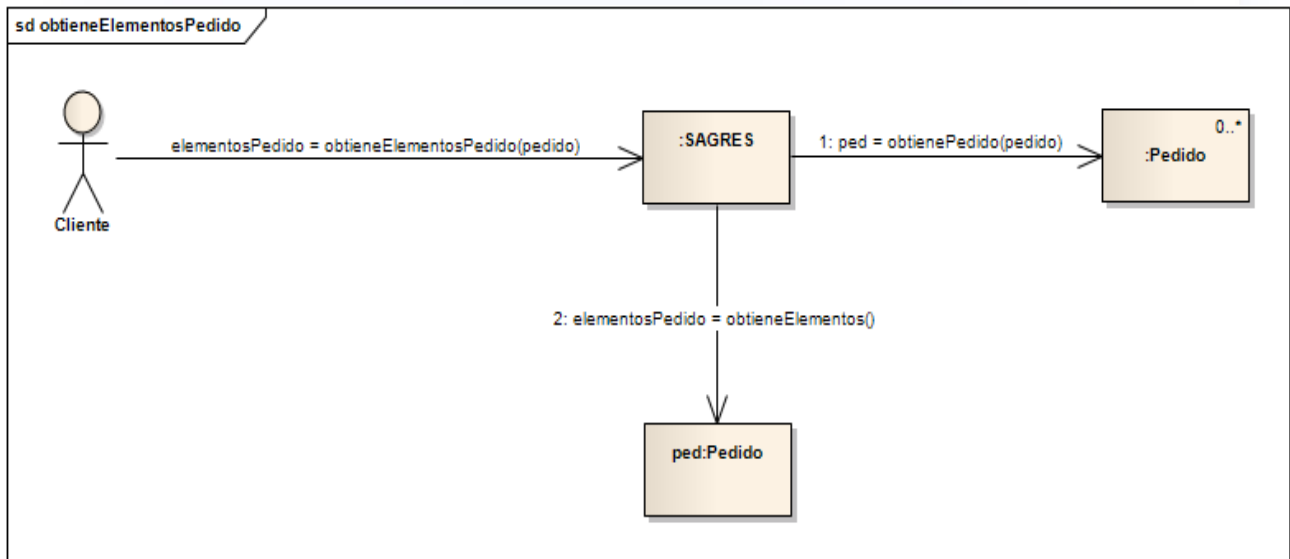 sd obtieneElementosPedido
elementosPedido = obtieneElementosPedido(pedido)
:SAGRES
1: ped = obtienePedido(pedido)
0..*
:Pedido
Cliente
2: elementosPedido = obtieneElementos()
ped:Pedido